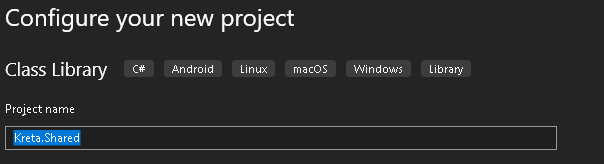 Configure your new project
Class Library C# Android Linux macOS Windows Library
Project name
Kreta.Shared